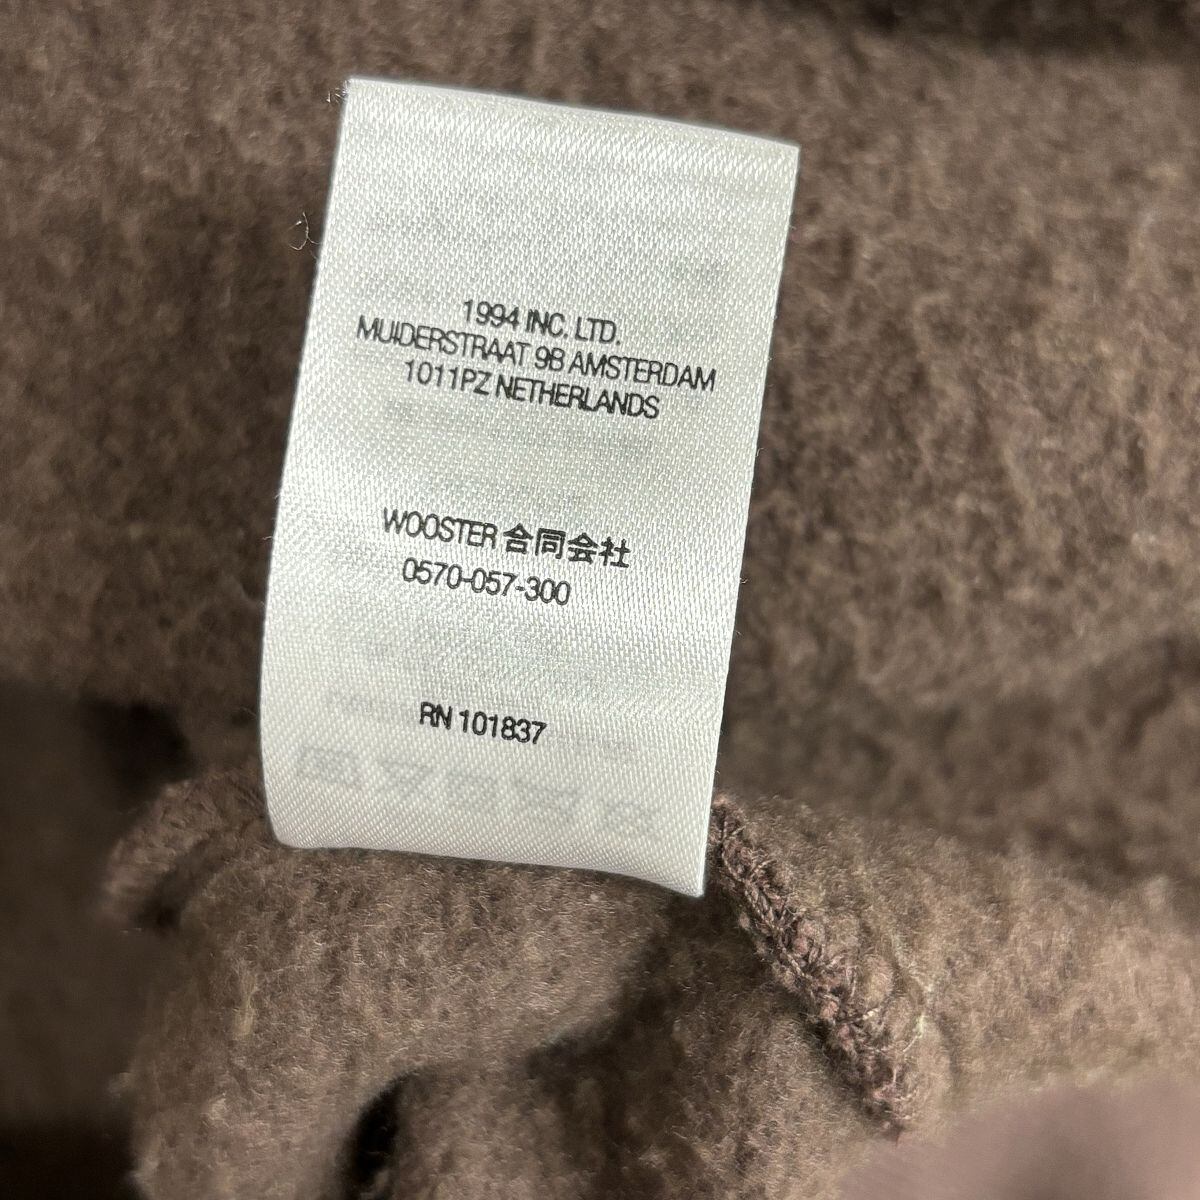 1994 INC. LTD.
MUIDERSTRAAT 9B AMSTERDAM
1011PZ NETHERLANDS
WOOSTER 合同会社
0570-057-300
RN 101837